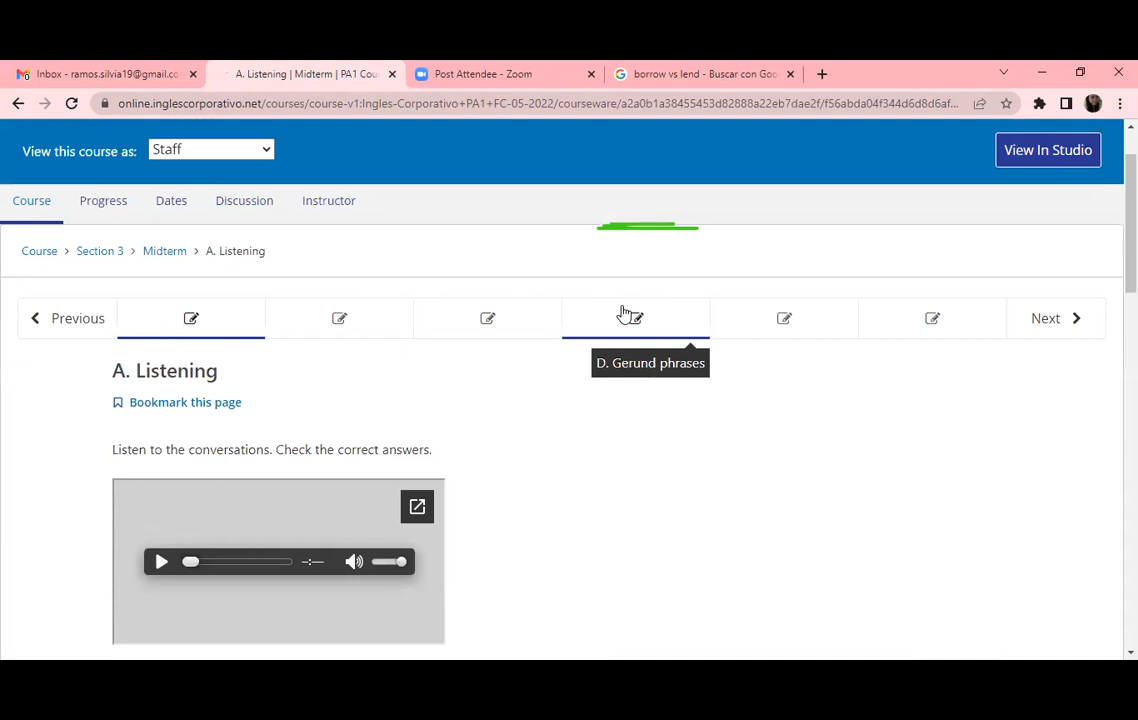 Inbox - ramos.silvia19@gmail.co
A. Listening | Midterm | PA1 Cou
Post Attendee - Zoom
borrow vs lend - Buscar con Goo
online.inglescorporativo.net/courses/course-v1:Ingles-Corporativo+PA1+FC-05-2022/courseware/a2a0b1a38455453d82888a22eb7dae2f/f56abda04f344d6d8d6af...
View this course as:
Staff
View In Studio
Course
Progress
Dates
Discussion
Instructor
Course > Section 3 > Midterm > A. Listening
Previous
Next
D. Gerund phrases
A. Listening
Bookmark this page
Listen to the conversations. Check the correct answers.
--:--